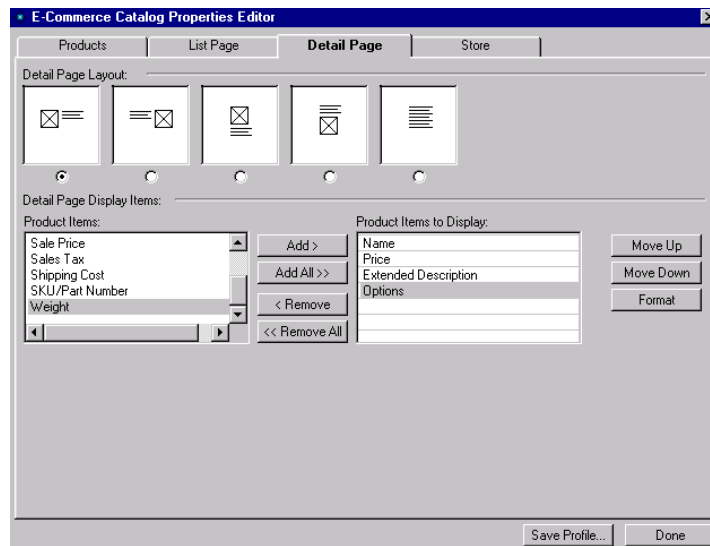 E-Commerce Catalog Properties Editor
Products
List Page
Detail Page
Store
Detail Page Layout:
Detail Page Display Items:
Product Items:
Product Items to Display:
Sale Price
Sales Tax
Shipping Cost
SKU/Part Number
Weight
Add >
Add All >>
< Remove
<< Remove All
Name
Price
Extended Description
Options
Move Up
Move Down
Format
Save Profile...
Done